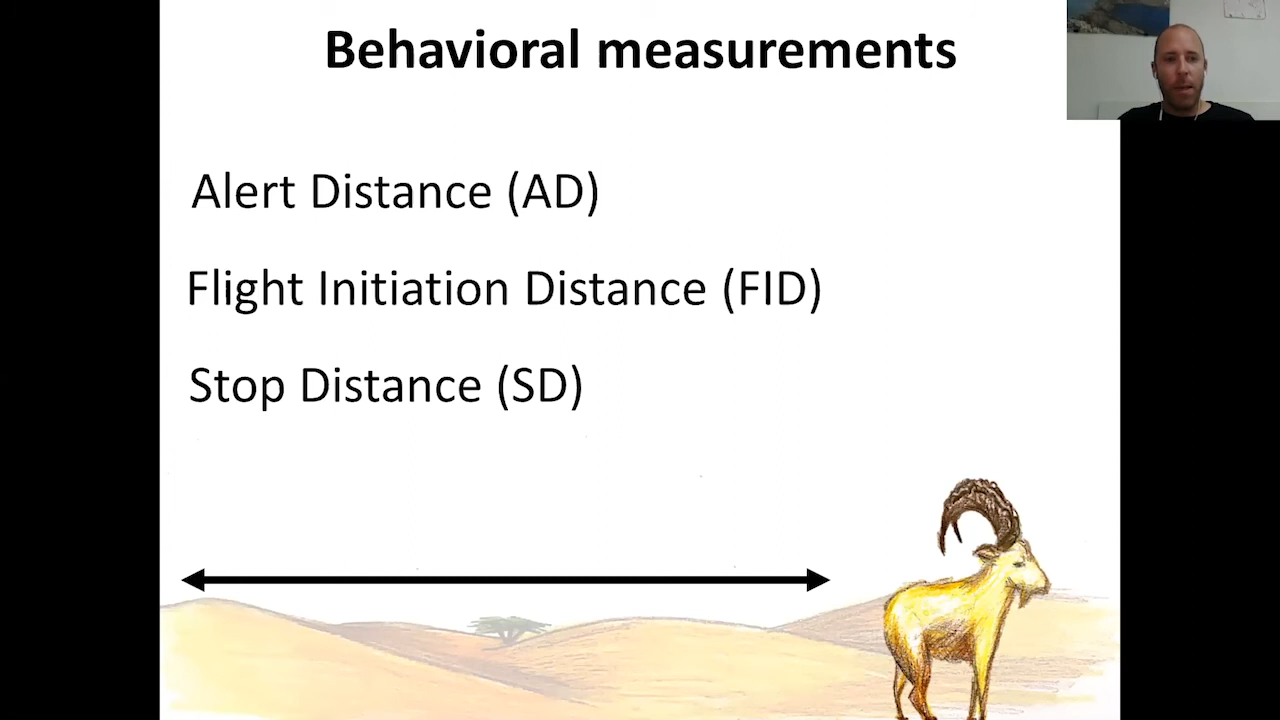 Behavioral measurements
Alert Distance (AD)
Flight Initiation Distance (FID)
Stop Distance (SD)